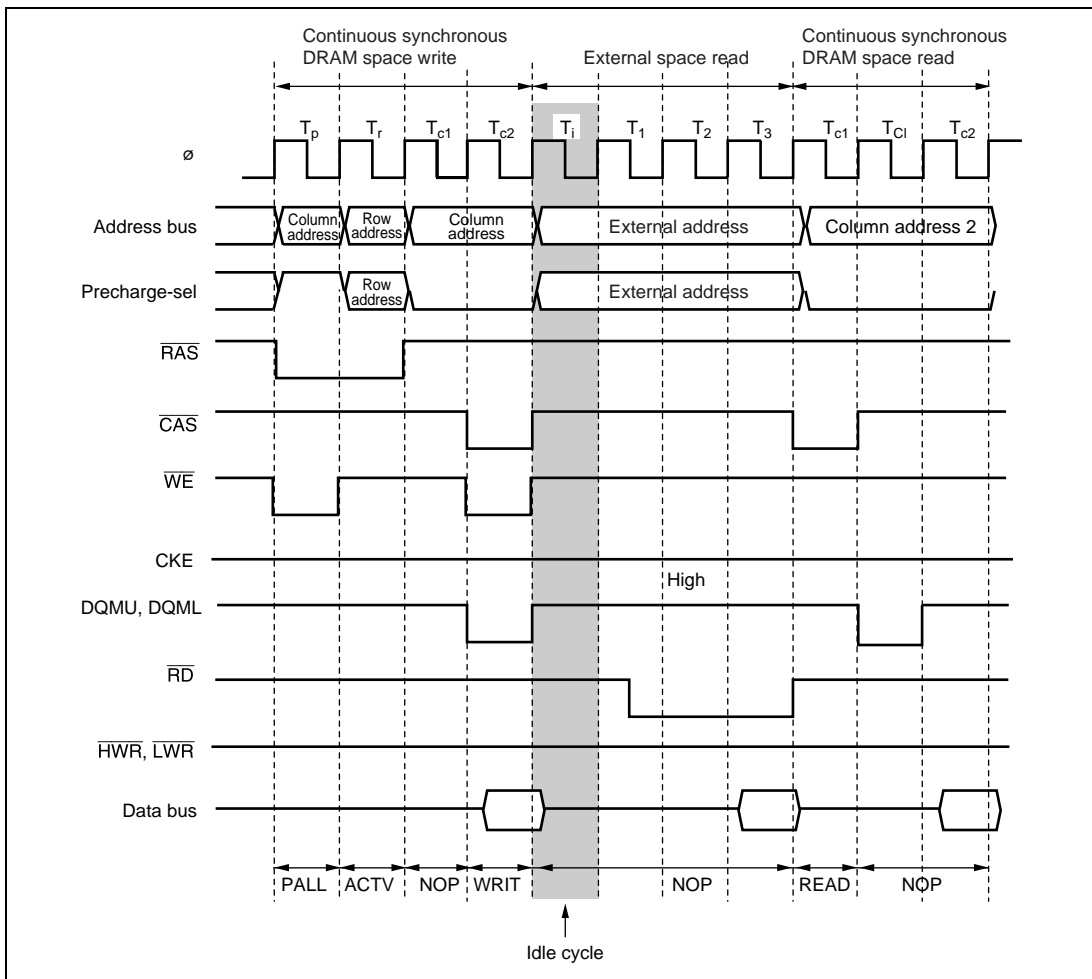 Continuous synchronous
DRAM space write
External space read
Continuous synchronous
DRAM space read
Tp Tr Tc1 Tc2 Ti T1 T2 T3 Tc1 TCl Tc2
ø
Address bus
Column address
Row address
Column address
External address
Column address 2
Precharge-sel
Row address
External address
RAS
CAS
WE
CKE
High
DQMU, DQML
RD
HWR, LWR
Data bus
PALL ACTV NOP WRIT NOP READ NOP
Idle cycle